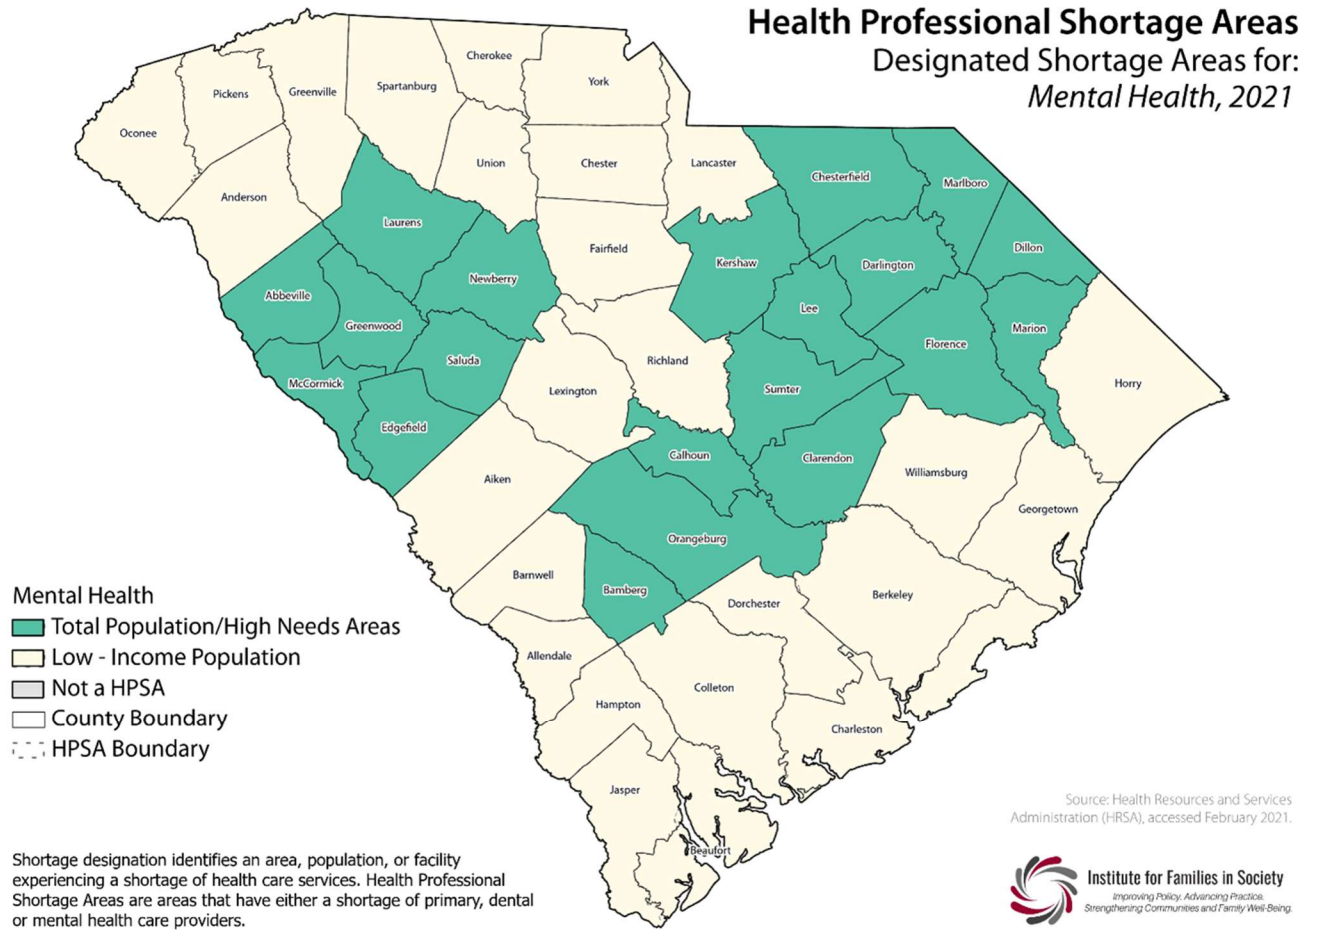 Health Professional Shortage Areas
Designated Shortage Areas for:
Mental Health, 2021
Cherokee
York
Spartanburg
Greenville
Pickens
Oconee
Union
Chester
Lancaster
Chesterfield
Marlboro
Anderson
Laurens
Fairfield
Kershaw
Darlington
Dillon
Newberry
Abbeville
Greenwood
Lee
Marion
Florence
Saluda
Richland
McCormick
Lexington
Sumter
Horry
Edgefield
Calhoun
Clarendon
Williamsburg
Aiken
Georgetown
Orangeburg
Barnwell
Bamberg
Dorchester
Berkeley
Allendale
Colleton
Hampton
Charleston
Jasper
Beaufort
Mental Health
Total Population/High Needs Areas
Low - Income Population
Not a HPSA
County Boundary
HPSA Boundary
Shortage designation identifies an area, population, or facility
experiencing a shortage of health care services. Health Professional
Shortage Areas are areas that have either a shortage of primary, dental
or mental health care providers.
Source: Health Resources and Services
Administration (HRSA), accessed February 2021.
Institute for Families in Society
Improving Policy. Advancing Practice.
Strengthening Communities and Family Well-Being.